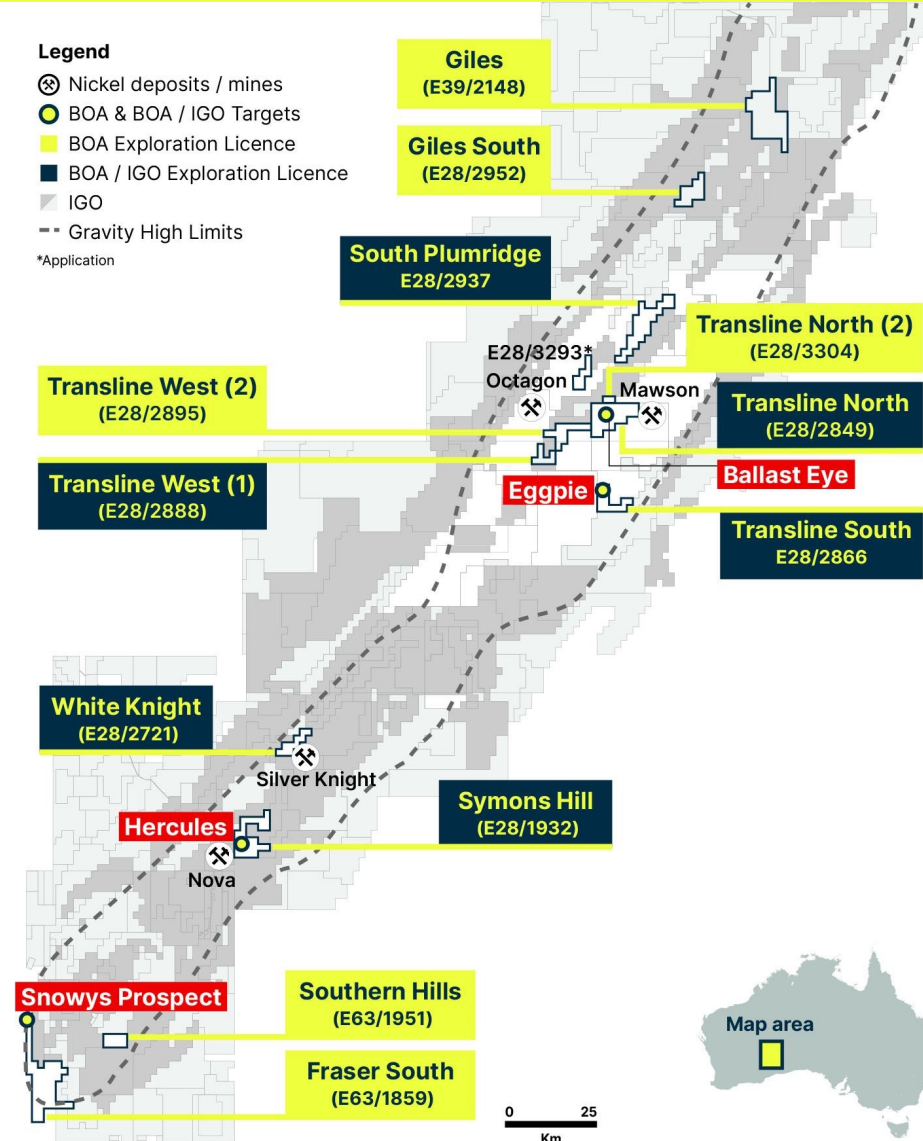 Legend
Nickel deposits / mines
BOA & BOA / IGO Targets
BOA Exploration Licence
BOA / IGO Exploration Licence
IGO
Gravity High Limits
*Application
Giles
(E39/2148)
Giles South
(E28/2952)
South Plumridge
E28/2937
Transline North (2)
(E28/3304)
E28/3293*
Octagon
Mawson
Transline West (2)
(E28/2895)
Transline North
(E28/2849)
Ballast Eye
Transline West (1)
(E28/2888)
Eggpie
Transline South
E28/2866
White Knight
(E28/2721)
Silver Knight
Symons Hill
(E28/1932)
Hercules
Nova
Snowys Prospect
Southern Hills
(E63/1951)
Map area
Fraser South
(E63/1859)
0 25
Km